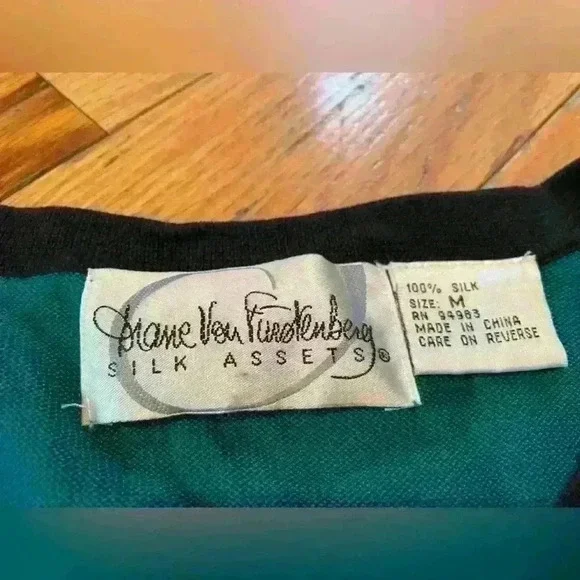 Diane Von Furstenberg
SILK ASSETS®
100% SILK
SIZE: M
RN 94983
MADE IN CHINA
CARE ON REVERSE